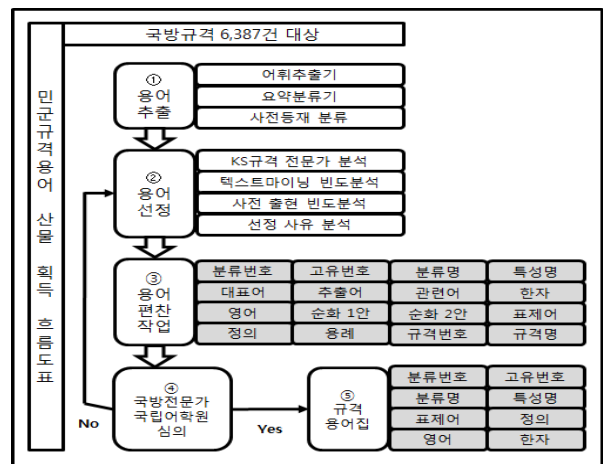 국방규격 6,387건 대상
민군규격용어 산물 획득 흐름도표
①
용어
추출
어휘추출기
요약분류기
사전등재 분류
②
용어
선정
KS규격 전문가 분석
텍스트마이닝 빈도분석
사전 출현 빈도분석
선정 사유 분석
③
용어
편찬
작업
분류번호 고유번호 분류명 특성명
대표어 추출어 관련어 한자
영어 순화 1안 순화 2안 표제어
정의 용례 규격번호 규격명
④
국방전문가
국립어학원
심의
No
Yes
⑤
규격
용어집
분류번호 고유번호
분류명 특성명
표제어 정의
영어 한자